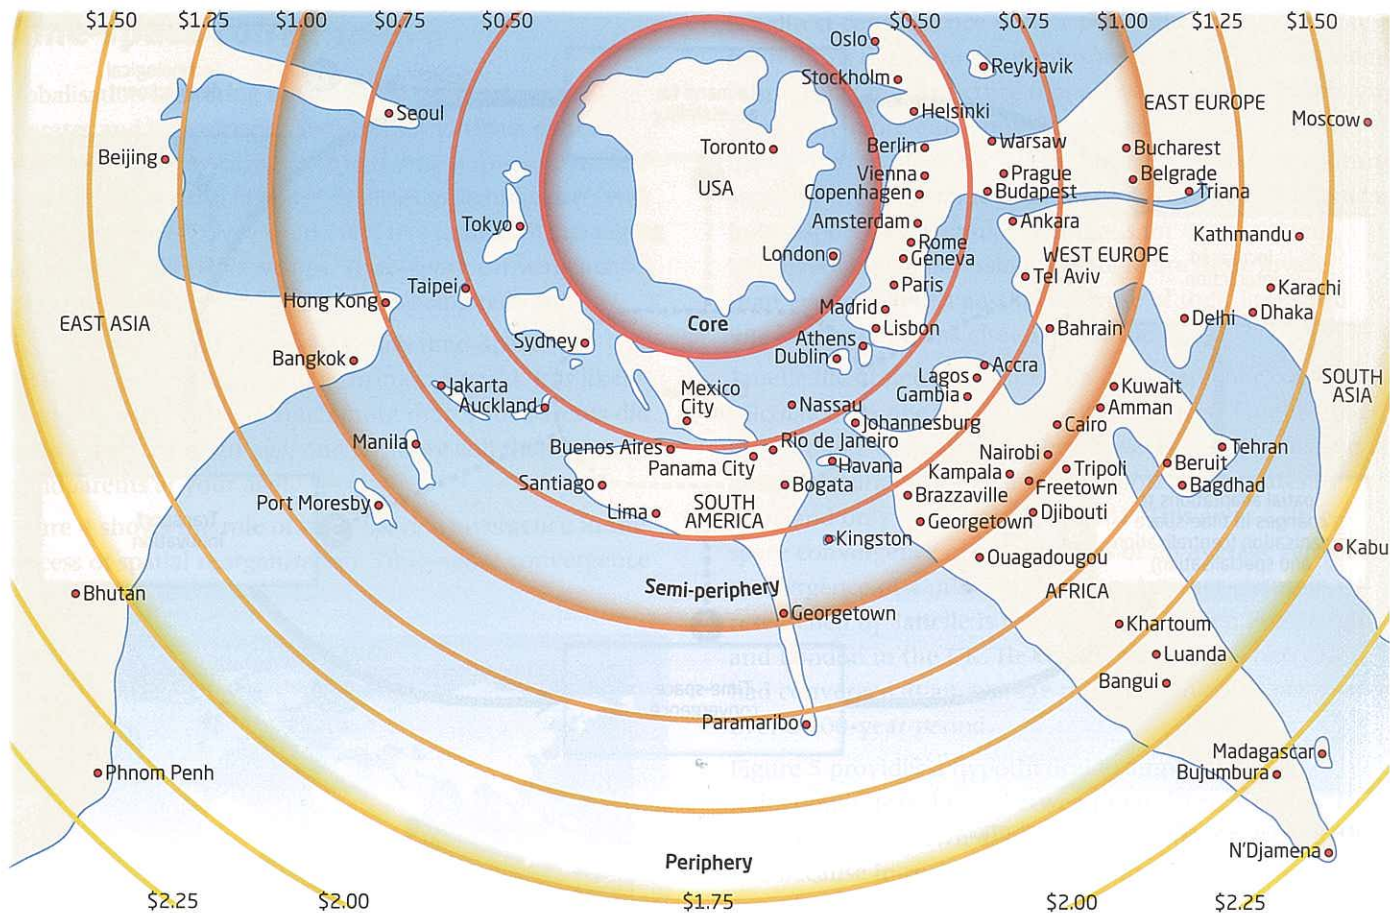 $1.50 $1.25 $1.00 $0.75 $0.50 $0.50 $0.75 $1.00 $1.25 $1.50
Oslo
Reykjavik
Stockholm
EAST EUROPE
Seoul
Helsinki
Moscow
Toronto
Berlin
Warsaw
Bucharest
Beijing
Vienna
Prague
Belgrade
USA
Copenhagen
Budapest
Triana
Tokyo
Amsterdam
Ankara
Kathmandu
Rome
London
Geneva
WEST EUROPE
Tel Aviv
Taipei
Paris
Karachi
Hong Kong
Madrid
Delhi
Dhaka
EAST ASIA
Core
Lisbon
Bahrain
Sydney
Athens
Bangkok
Dublin
Accra
Jakarta
Mexico
City
Lagos
Kuwait
SOUTH
ASIA
Auckland
Nassau
Gambia
Amman
Johannesburg
Cairo
Manila
Buenos Aires
Rio de Janeiro
Tehran
Panama City
Havana
Nairobi
Beruit
Kampala
Tripoli
Santiago
Bogata
Freetown
Bagdhad
Port Moresby
Lima
SOUTH
AMERICA
Brazzaville
Djibouti
Georgetown
Kingston
Kabu
Ouagadougou
Bhutan
Semi-periphery
AFRICA
Georgetown
Khartoum
Luanda
Bangui
Paramaribo
Madagascar
Phnom Penh
Bujumbura
N'Djamena
Periphery
$2.25 $2.00 $1.75 $2.00 $2.25